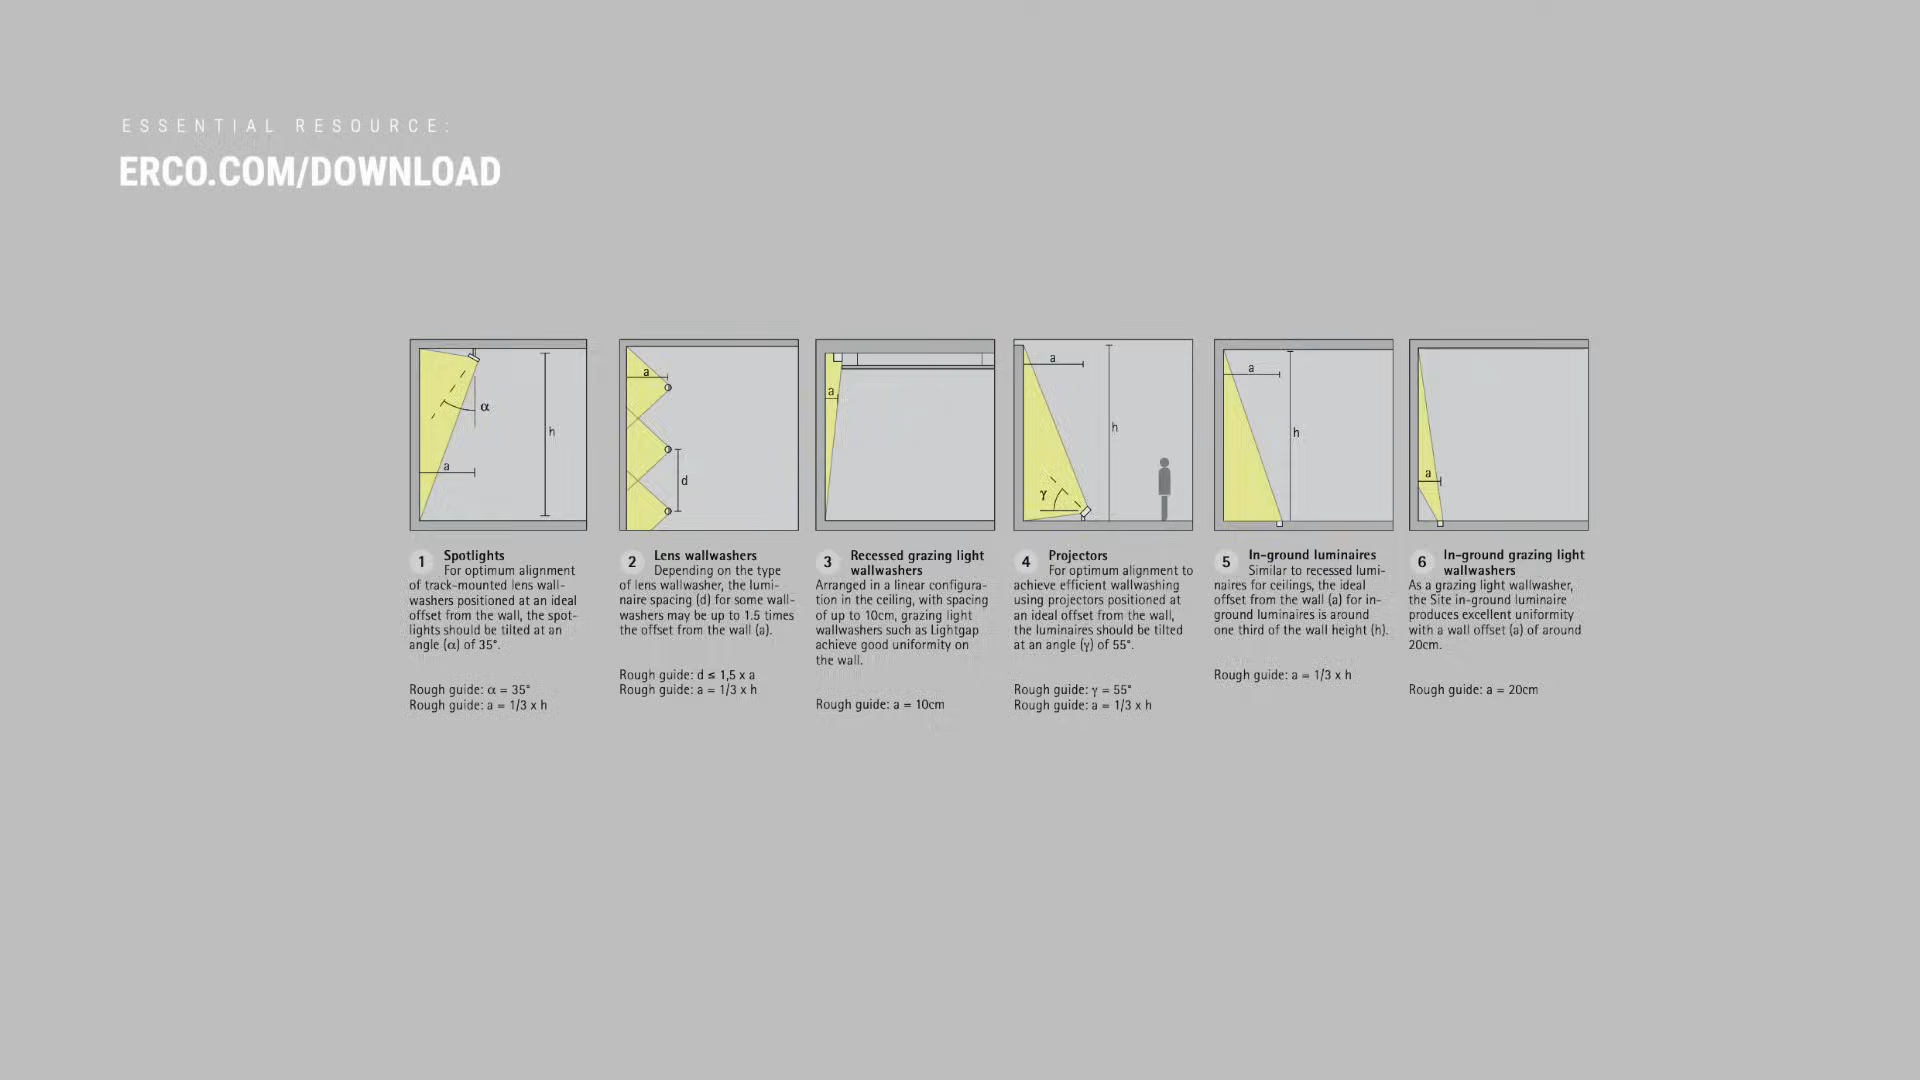 ESSENTIAL RESOURCE:
ERCO.COM/DOWNLOAD
α
a
h
1 Spotlights
For optimum alignment
of track-mounted lens wall-
washers positioned at an ideal
offset from the wall, the spot-
lights should be tilted at an
angle (α) of 35°.
Rough guide: α = 35°
Rough guide: a = 1/3 x h
a
d
2 Lens wallwashers
Depending on the type
of lens wallwasher, the lumi-
naire spacing (d) for some wall-
washers may be up to 1.5 times
the offset from the wall (a).
Rough guide: d ≤ 1,5 x a
Rough guide: a = 1/3 x h
a
3 Recessed grazing light
wallwashers
Arranged in a linear configura-
tion in the ceiling, with spacing
of up to 10cm, grazing light
wallwashers such as Lightgap
achieve good uniformity on
the wall.
Rough guide: a = 10cm
a
h
γ
4 Projectors
For optimum alignment to
achieve efficient wallwashing
using projectors positioned at
an ideal offset from the wall,
the luminaires should be tilted
at an angle (γ) of 55°.
Rough guide: γ = 55°
Rough guide: a = 1/3 x h
a
h
5 In-ground luminaires
Similar to recessed lumi-
naires for ceilings, the ideal
offset from the wall (a) for in-
ground luminaires is around
one third of the wall height (h).
Rough guide: a = 1/3 x h
a
6 In-ground grazing light
wallwashers
As a grazing light wallwasher,
the Site in-ground luminaire
produces excellent uniformity
with a wall offset (a) of around
20cm.
Rough guide: a = 20cm